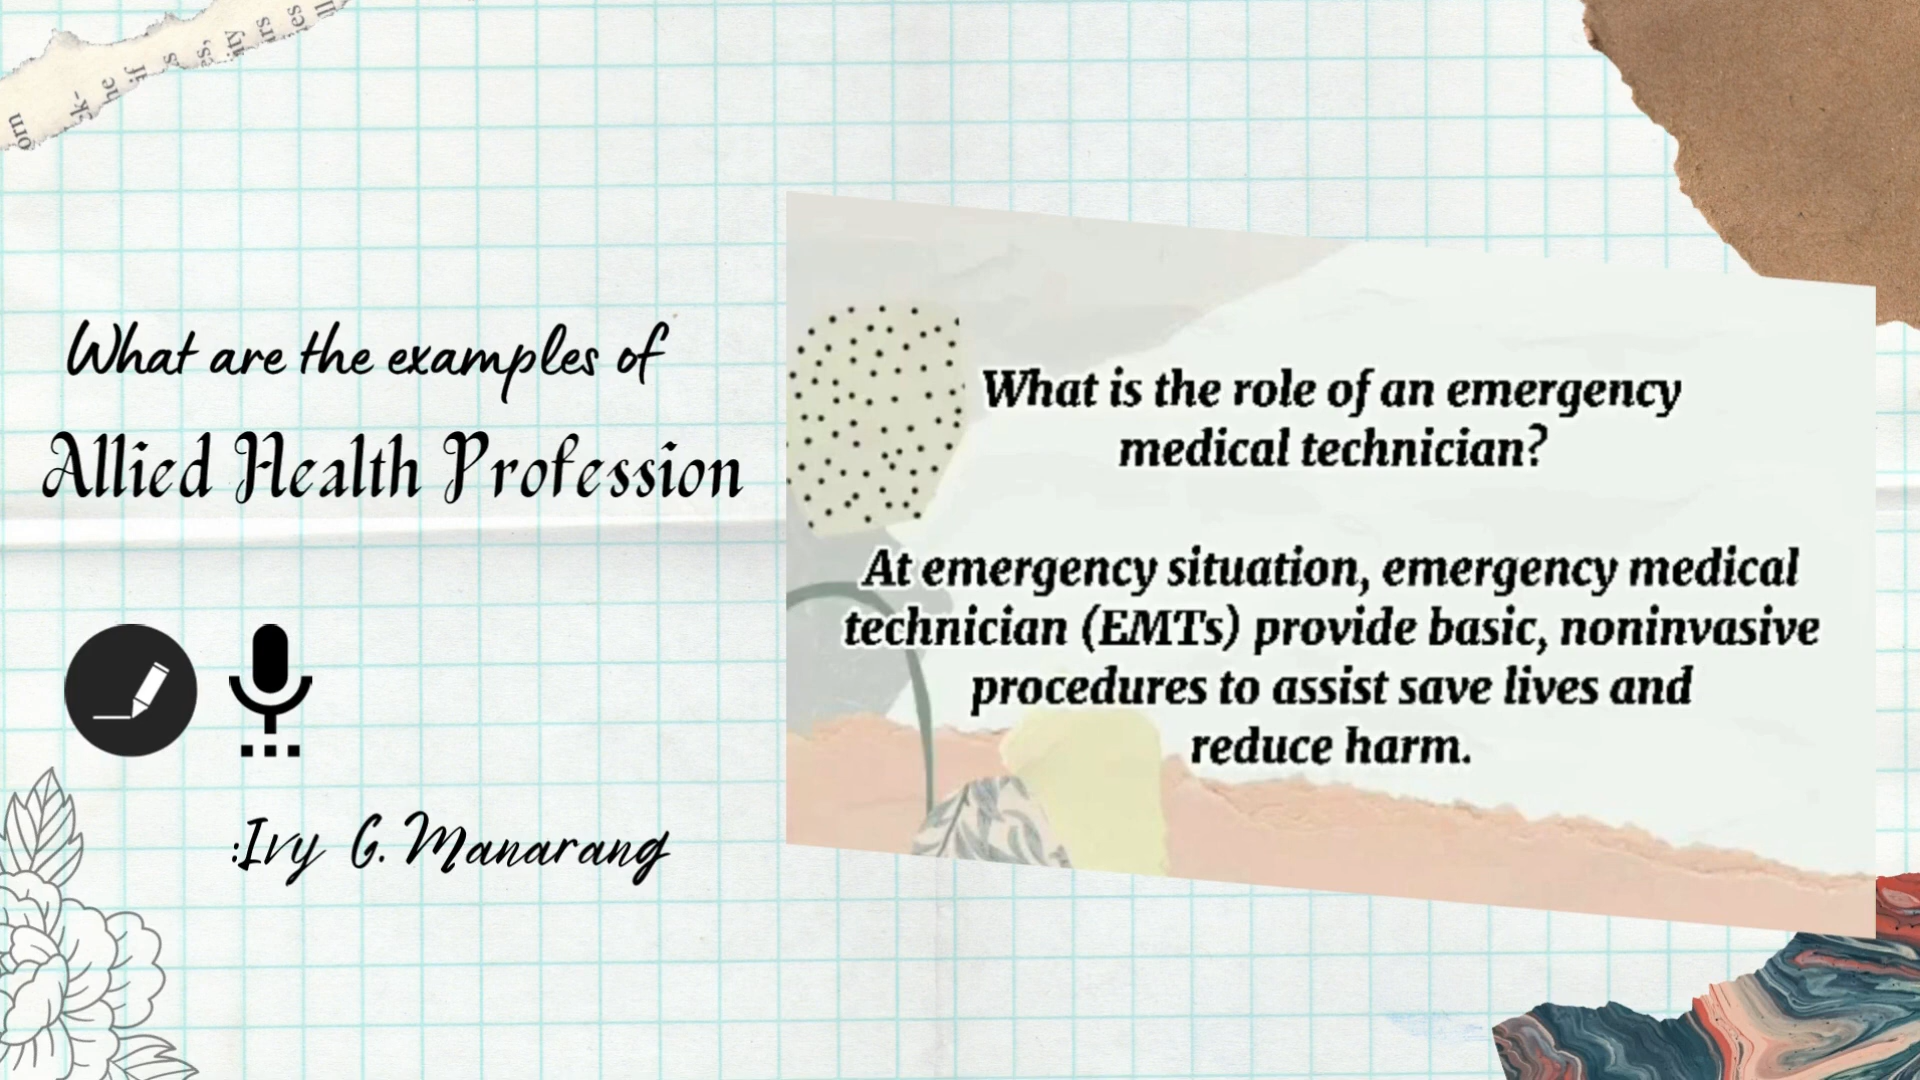 What are the examples of
Allied Health Profession
:Ivy G. Manarang
What is the role of an emergency
medical technician?
At emergency situation, emergency medical
technician (EMTs) provide basic, noninvasive
procedures to assist save lives and
reduce harm.